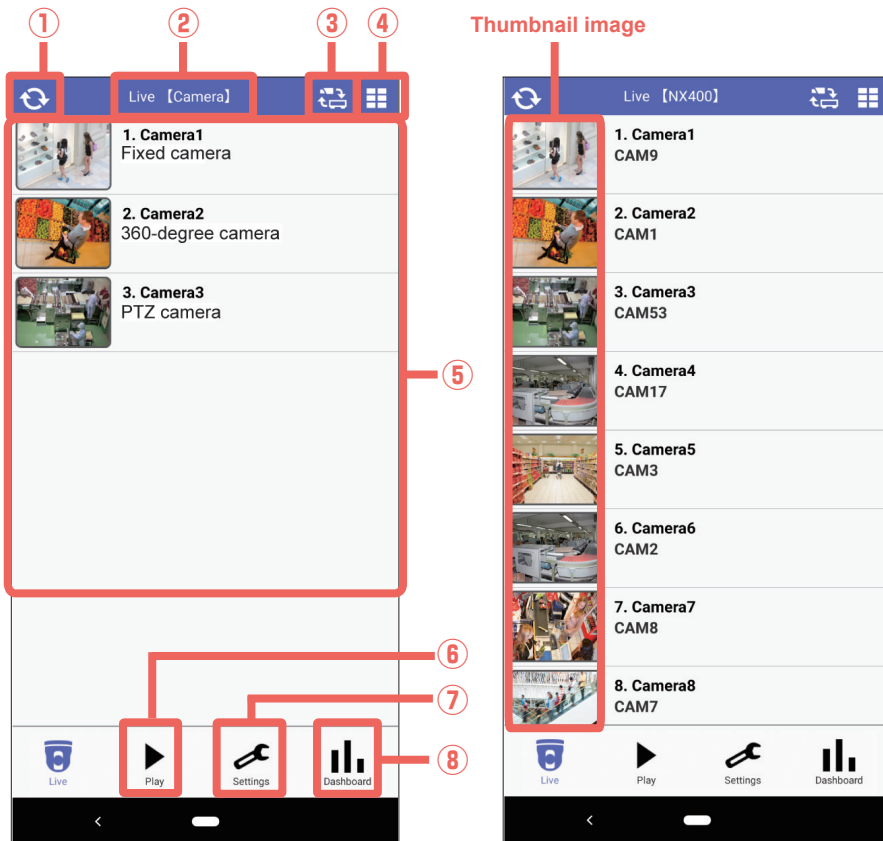 ① ② ③ ④ Thumbnail image
Live 【Camera】
1. Camera1
Fixed camera
2. Camera2
360-degree camera
3. Camera3
PTZ camera
⑤
⑥
⑦
⑧
Live Play Settings Dashboard
Live 【NX400】
1. Camera1
CAM9
2. Camera2
CAM1
3. Camera3
CAM53
4. Camera4
CAM17
5. Camera5
CAM3
6. Camera6
CAM2
7. Camera7
CAM8
8. Camera8
CAM7
Live Play Settings Dashboard